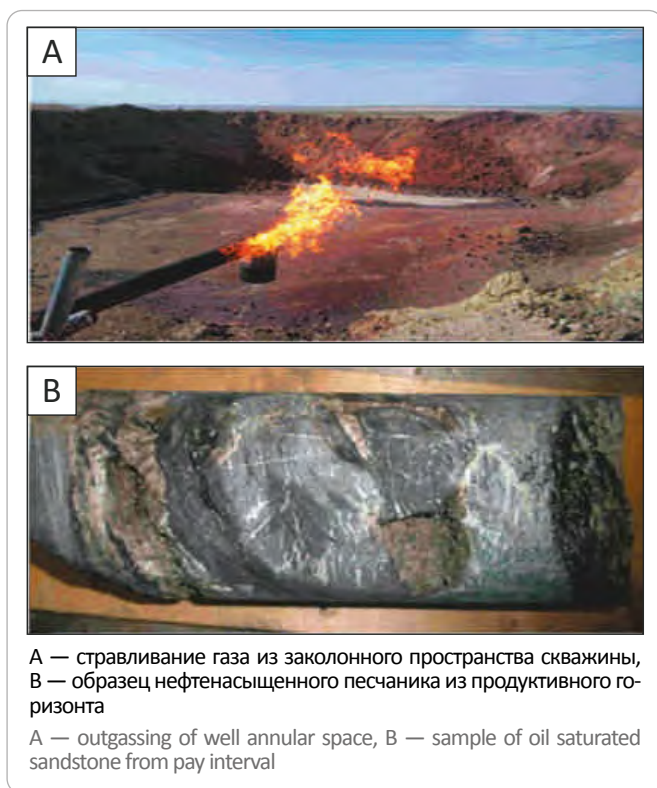 A
B
A — стравливание газа из заколонного пространства скважины,
B — образец нефтенасыщенного песчаника из продуктивного го-
ризонта
A — outgassing of well annular space, B — sample of oil saturated
sandstone from pay interval